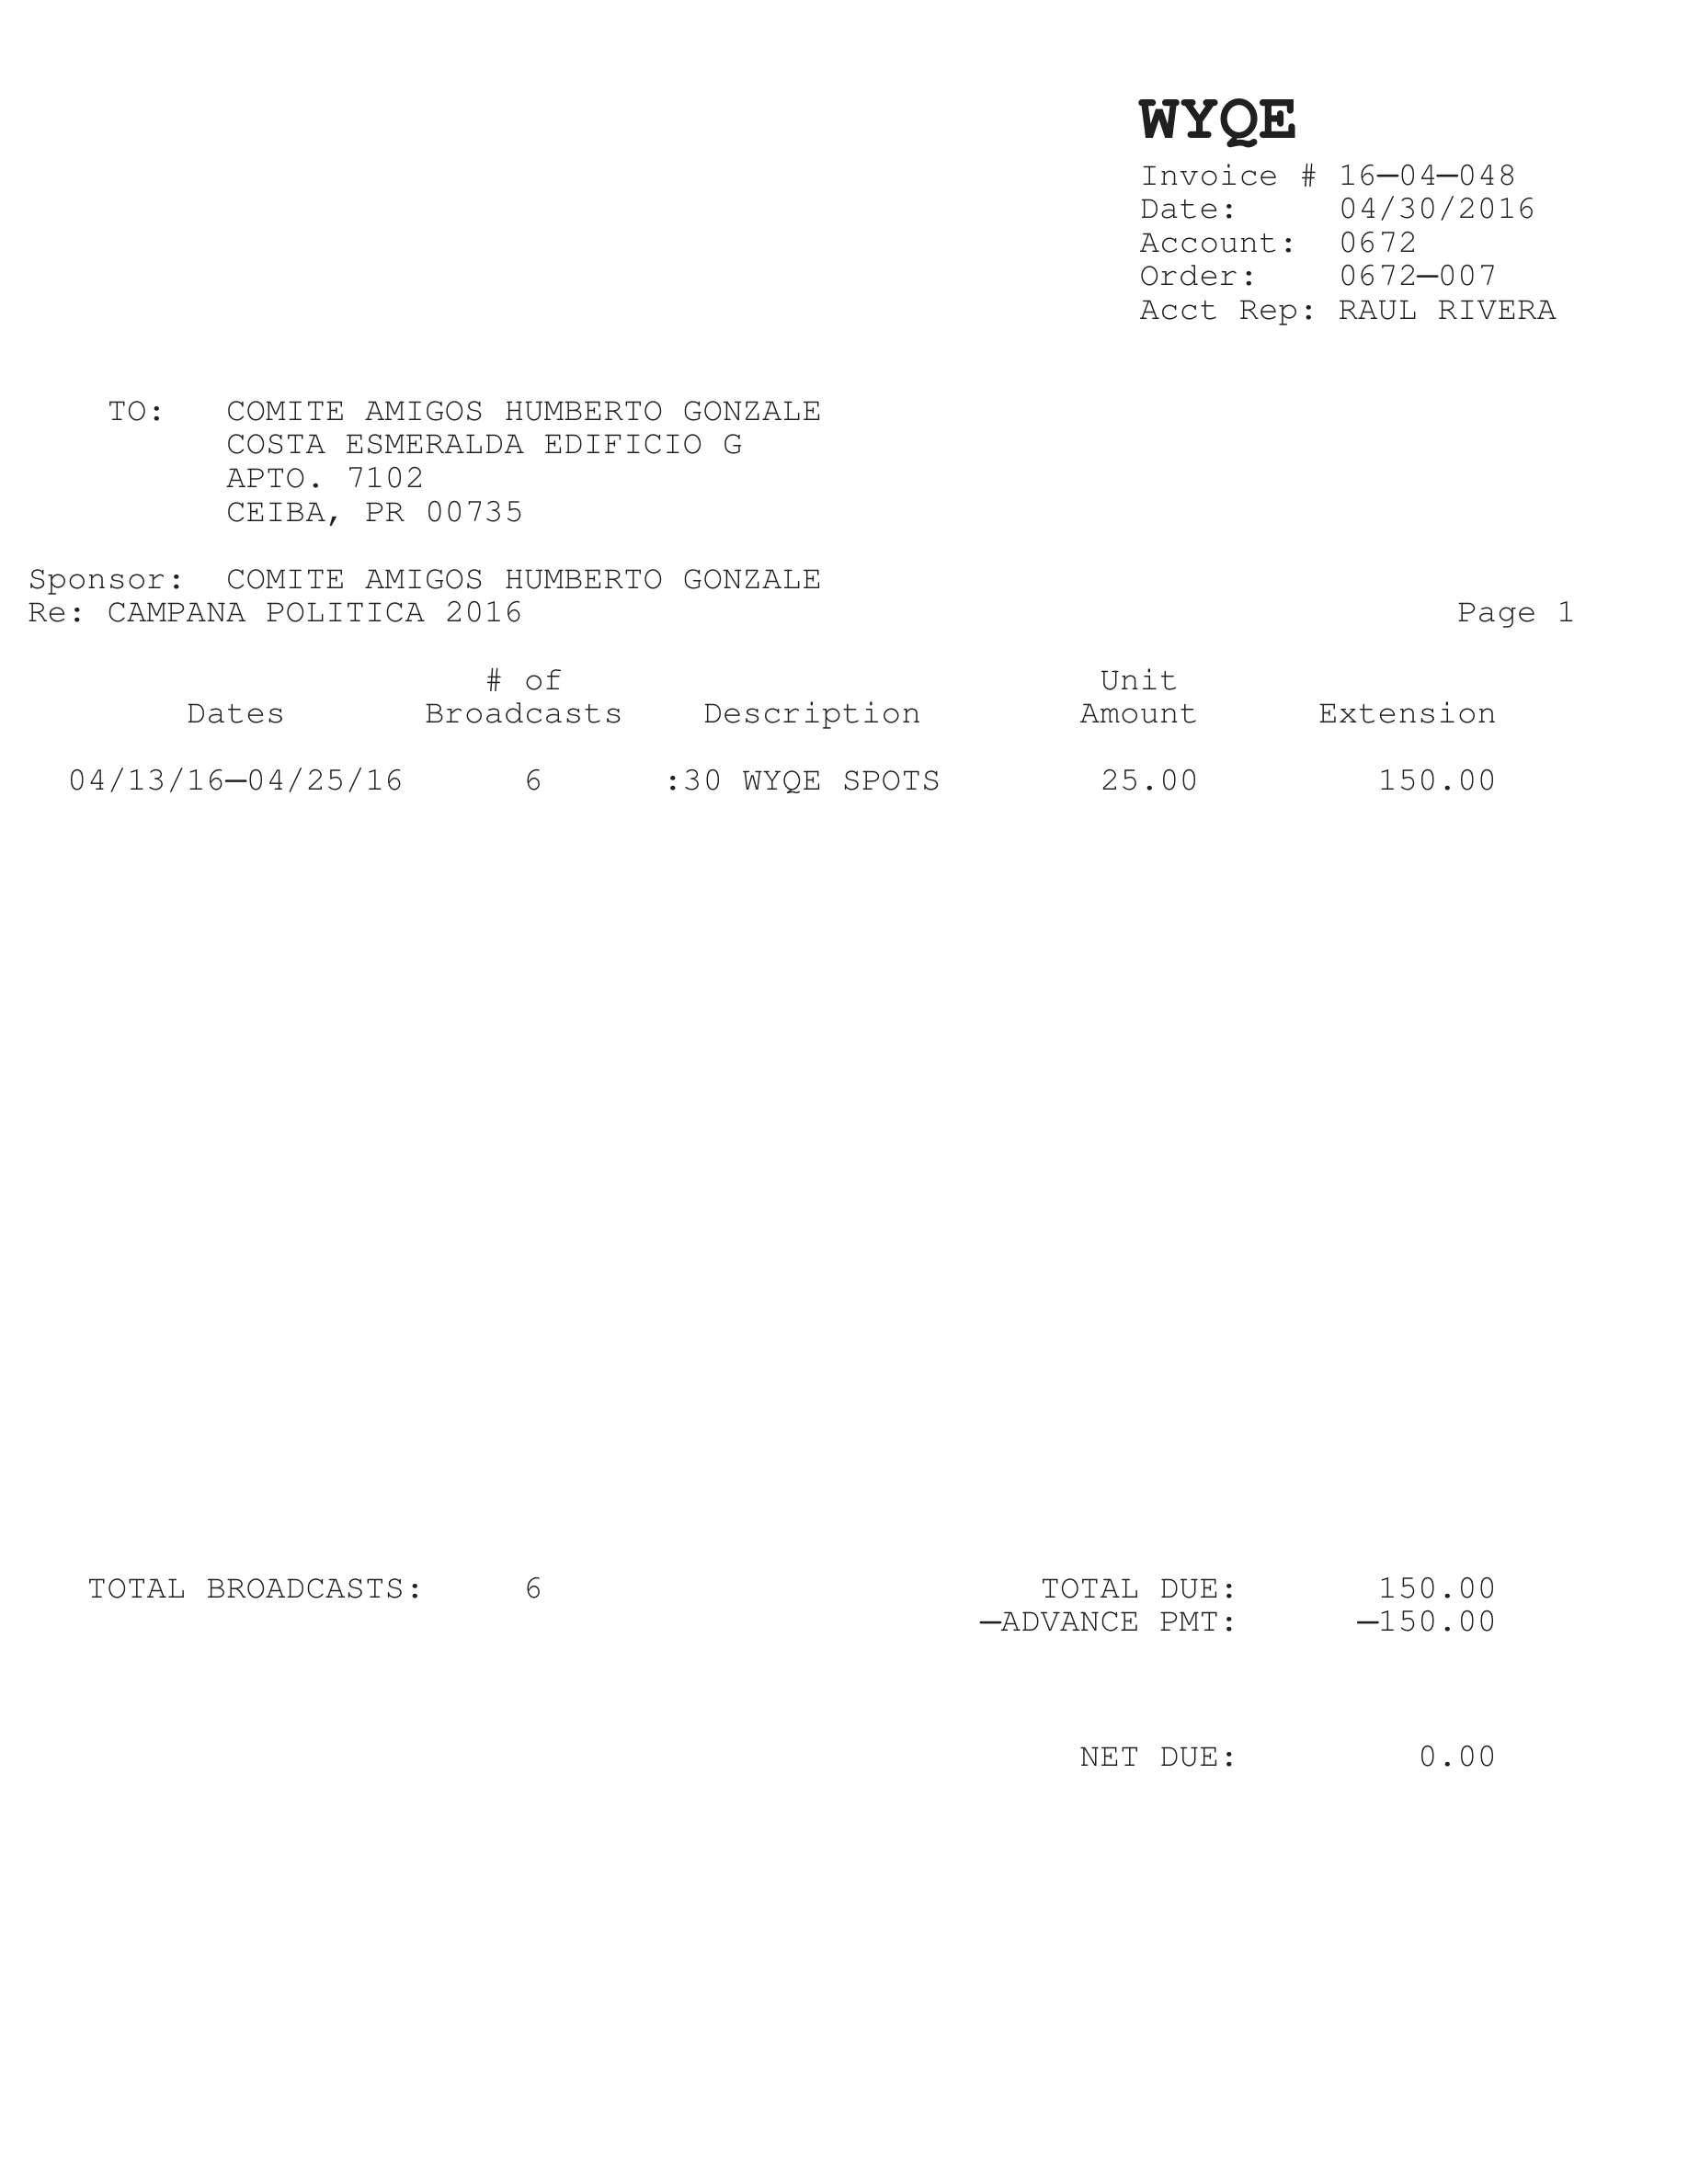 WYQE
Invoice # 16-04-048
Date: 04/30/2016
Account: 0672
Order: 0672-007
Acct Rep: RAUL RIVERA
TO: COMITE AMIGOS HUMBERTO GONZALE
COSTA ESMERALDA EDIFICIO G
APTO. 7102
CEIBA, PR 00735
Sponsor: COMITE AMIGOS HUMBERTO GONZALE
Re: CAMPANA POLITICA 2016 Page 1
# of Unit
Dates Broadcasts Description Amount Extension
04/13/16-04/25/16 6 :30 WYQE SPOTS 25.00 150.00
TOTAL BROADCASTS: 6 TOTAL DUE: 150.00
-ADVANCE PMT: -150.00
NET DUE: 0.00